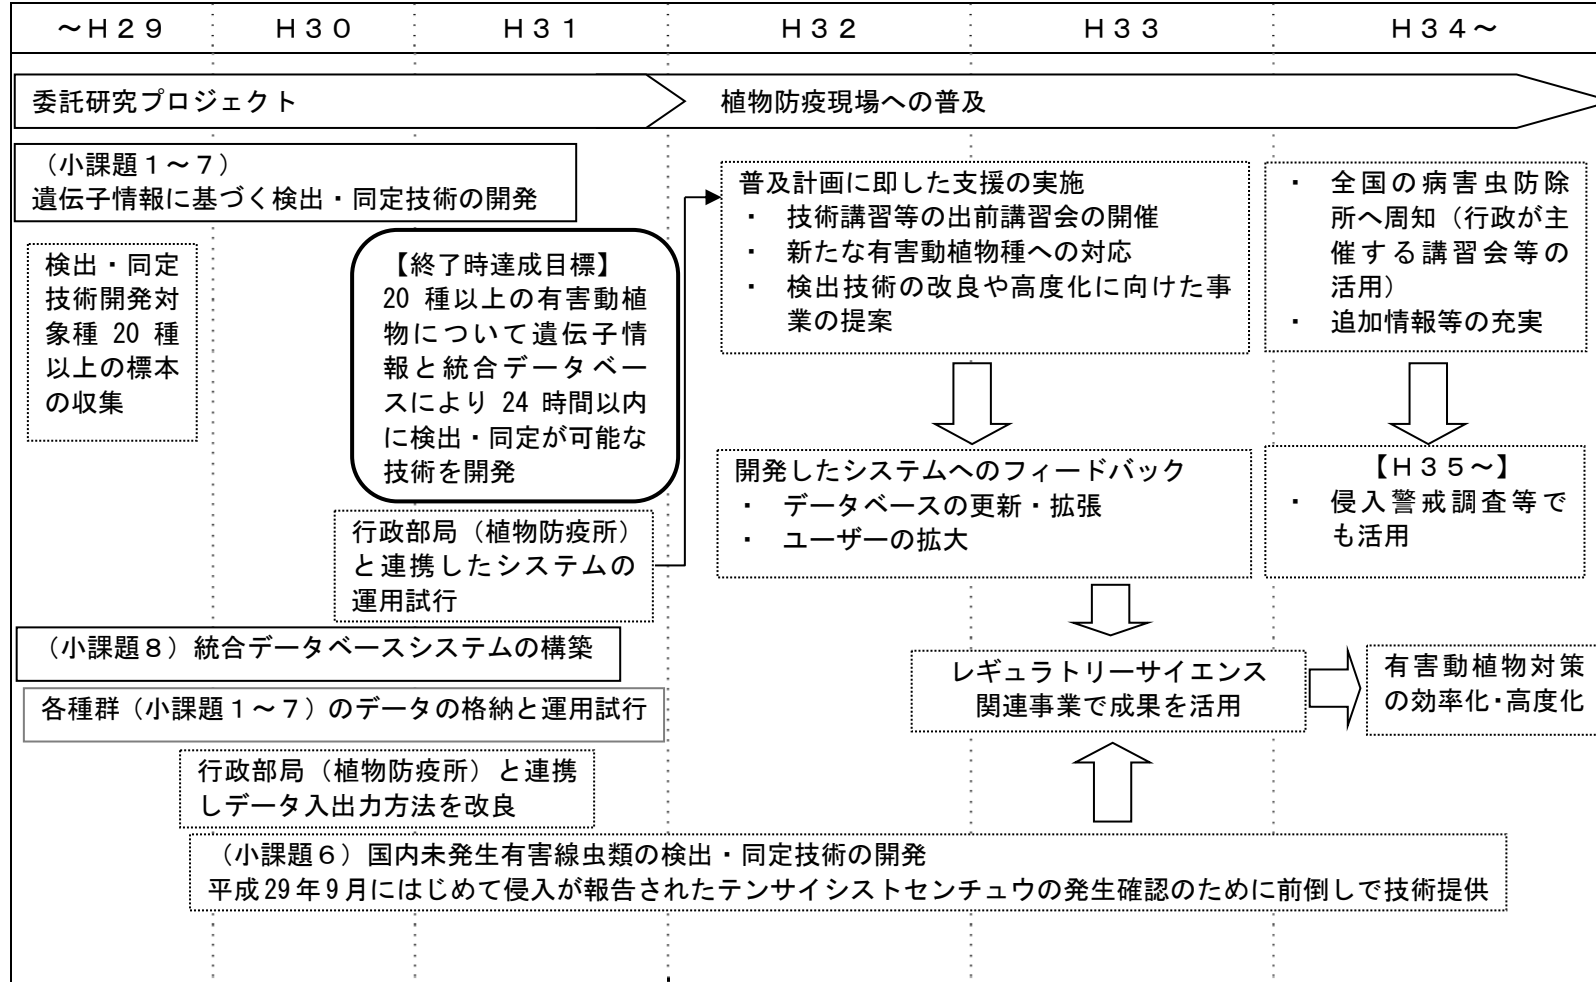 ~H29 H30 H31 H32 H33 H34~
委託研究プロジェクト
植物防疫現場への普及
（小課題１～７）
遺伝子情報に基づく検出・同定技術の開発
検出・同定
技術開発対
象種 20 種
以上の標本
の収集
【終了時達成目標】
20 種以上の有害動植
物について遺伝子情
報と統合データベー
スにより 24 時間以内
に検出・同定が可能な
技術を開発
行政部局（植物防疫所）
と連携したシステムの
運用試行
普及計画に即した支援の実施
・ 技術講習等の出前講習会の開催
・ 新たな有害動植物種への対応
・ 検出技術の改良や高度化に向けた事
業の提案
・ 全国の病害虫防除
所へ周知（行政が主
催する講習会等の
活用）
・ 追加情報等の充実
開発したシステムへのフィードバック
・ データベースの更新・拡張
・ ユーザーの拡大
【Ｈ３５～】
・ 侵入警戒調査等で
も活用
（小課題８）統合データベースシステムの構築
各種群（小課題１～７）のデータの格納と運用試行
行政部局（植物防疫所）と連携
しデータ入出力方法を改良
レギュラトリーサイエンス
関連事業で成果を活用
有害動植物対策
の効率化・高度化
（小課題６）国内未発生有害線虫類の検出・同定技術の開発
平成29年9月にはじめて侵入が報告されたテンサイシストセンチュウの発生確認のために前倒しで技術提供